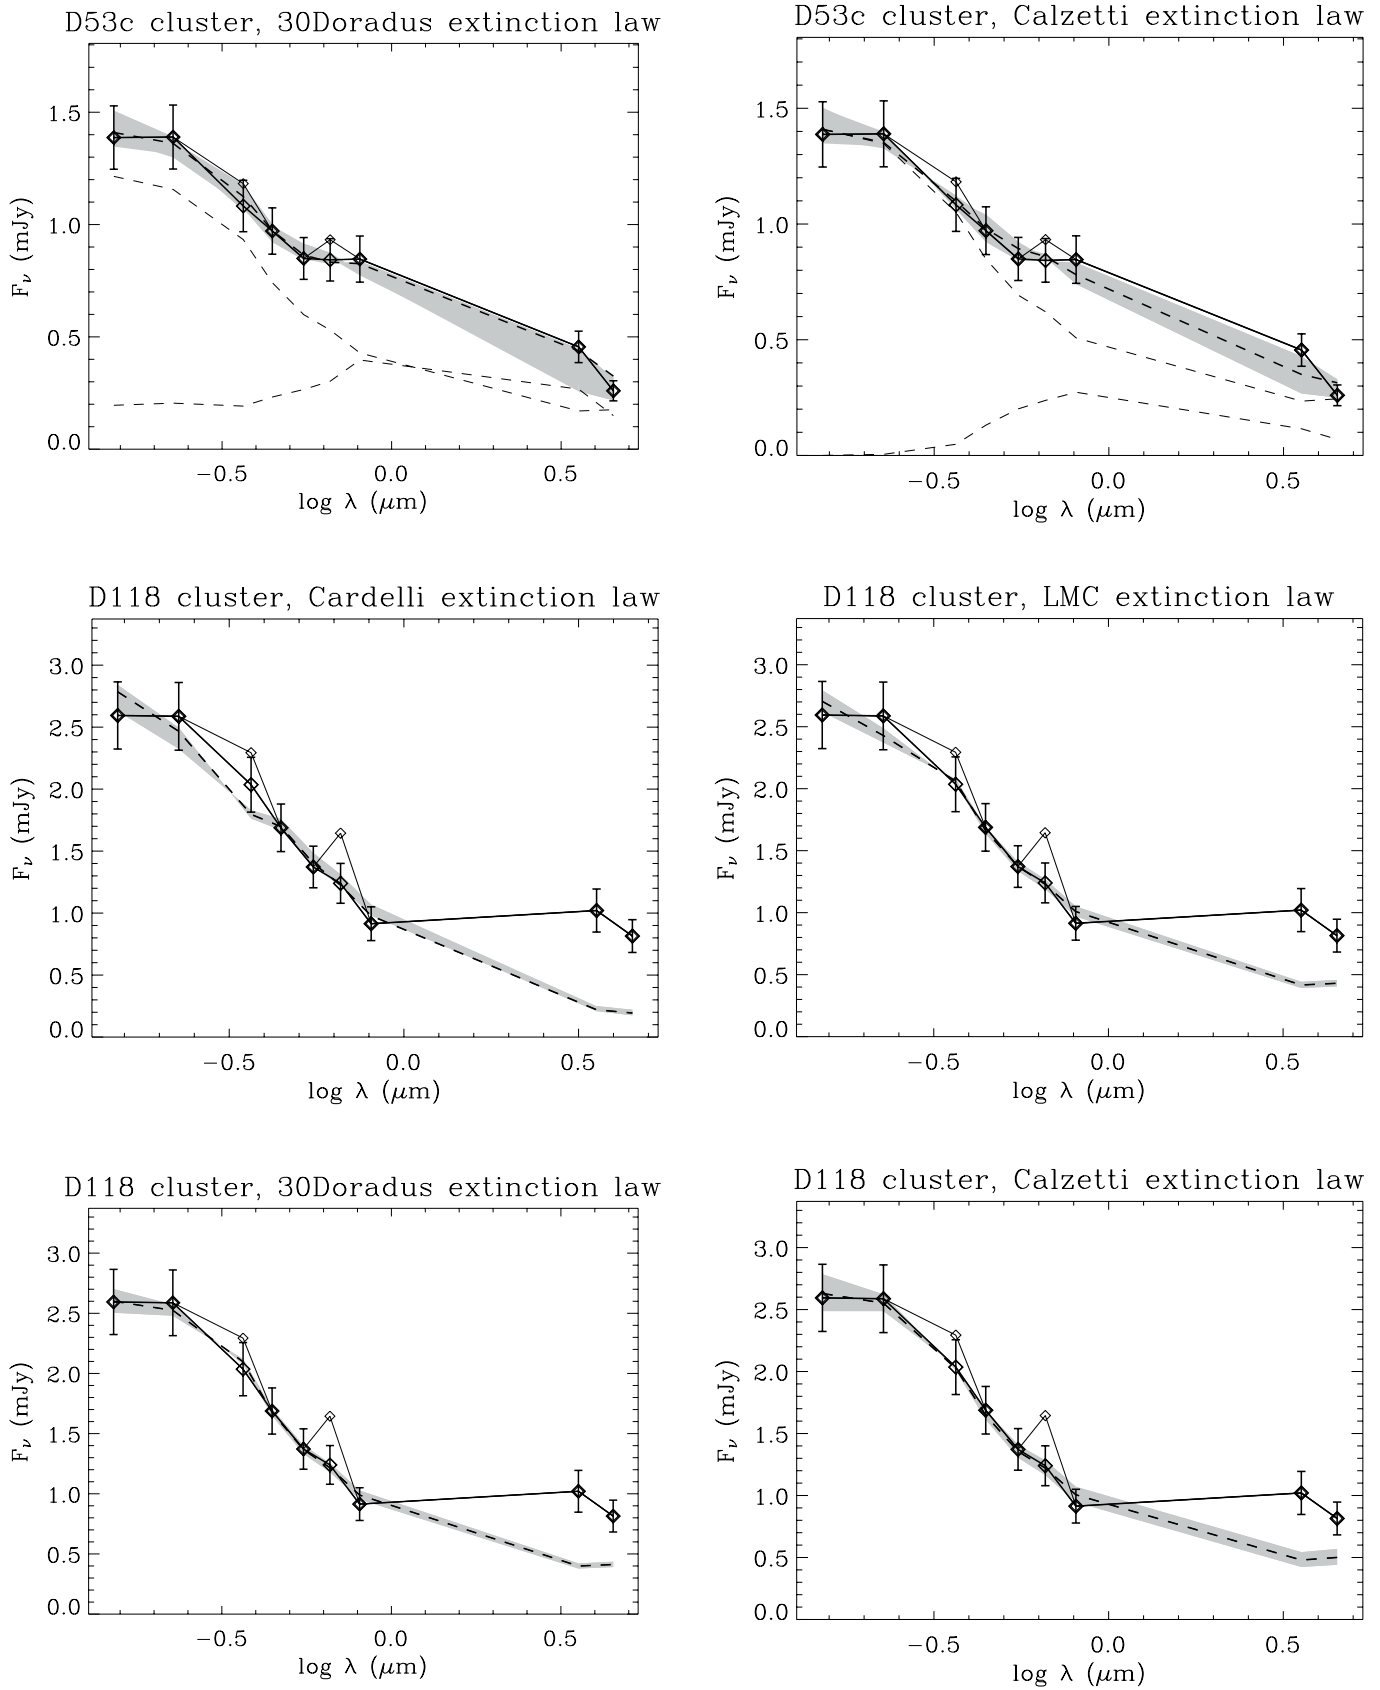 D53c cluster, 30Doradus extinction law
1.5
1.0
0.5
0.0
F_ν (mJy)
−0.5 0.0 0.5
log λ (μm)
D53c cluster, Calzetti extinction law
1.5
1.0
0.5
0.0
F_ν (mJy)
−0.5 0.0 0.5
log λ (μm)
D118 cluster, Cardelli extinction law
3.0
2.5
2.0
1.5
1.0
0.5
0.0
F_ν (mJy)
−0.5 0.0 0.5
log λ (μm)
D118 cluster, LMC extinction law
3.0
2.5
2.0
1.5
1.0
0.5
0.0
F_ν (mJy)
−0.5 0.0 0.5
log λ (μm)
D118 cluster, 30Doradus extinction law
3.0
2.5
2.0
1.5
1.0
0.5
0.0
F_ν (mJy)
−0.5 0.0 0.5
log λ (μm)
D118 cluster, Calzetti extinction law
3.0
2.5
2.0
1.5
1.0
0.5
0.0
F_ν (mJy)
−0.5 0.0 0.5
log λ (μm)